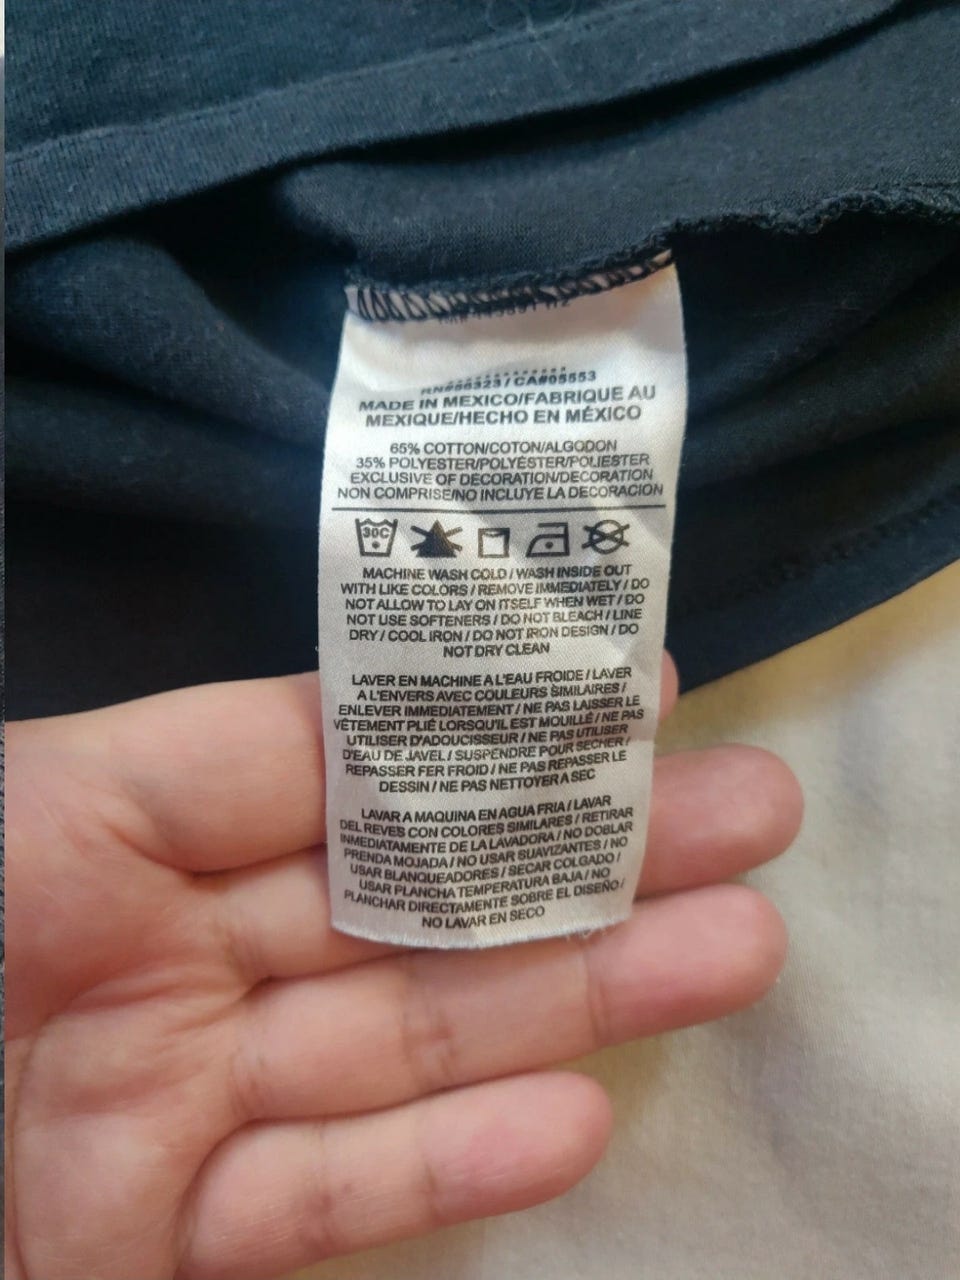 RN#56323 / CA#05553
MADE IN MEXICO/FABRIQUE AU
MEXIQUE/HECHO EN MÉXICO
65% COTTON/COTON/ALGODON
35% POLYESTER/POLYÉSTER/POLIESTER
EXCLUSIVE OF DECORATION/DECORATION
NON COMPRISE/NO INCLUYE LA DECORACION
30C
MACHINE WASH COLD / WASH INSIDE OUT
WITH LIKE COLORS / REMOVE IMMEDIATELY / DO
NOT ALLOW TO LAY ON ITSELF WHEN WET / DO
NOT USE SOFTENERS / DO NOT BLEACH / LINE
DRY / COOL IRON / DO NOT IRON DESIGN / DO
NOT DRY CLEAN
LAVER EN MACHINE A L'EAU FROIDE / LAVER
A L'ENVERS AVEC COULEURS SIMILAIRES /
ENLEVER IMMEDIATEMENT / NE PAS LAISSER LE
VÊTEMENT PLIÉ LORSQU'IL EST MOUILLÉ / NE PAS
UTILISER D'ADOUCISSEUR / NE PAS UTILISER
D'EAU DE JAVEL / SUSPENDRE POUR SECHER /
REPASSER FER FROID / NE PAS REPASSER LE
DESSIN / NE PAS NETTOYER A SEC
LAVAR A MAQUINA EN AGUA FRIA / LAVAR
DEL REVES CON COLORES SIMILARES / RETIRAR
INMEDIATAMENTE DE LA LAVADORA / NO DOBLAR
PRENDA MOJADA / NO USAR SUAVIZANTES / NO
USAR BLANQUEADORES / SECAR COLGADO /
USAR PLANCHA TEMPERATURA BAJA / NO
PLANCHAR DIRECTAMENTE SOBRE EL DISEÑO /
NO LAVAR EN SECO